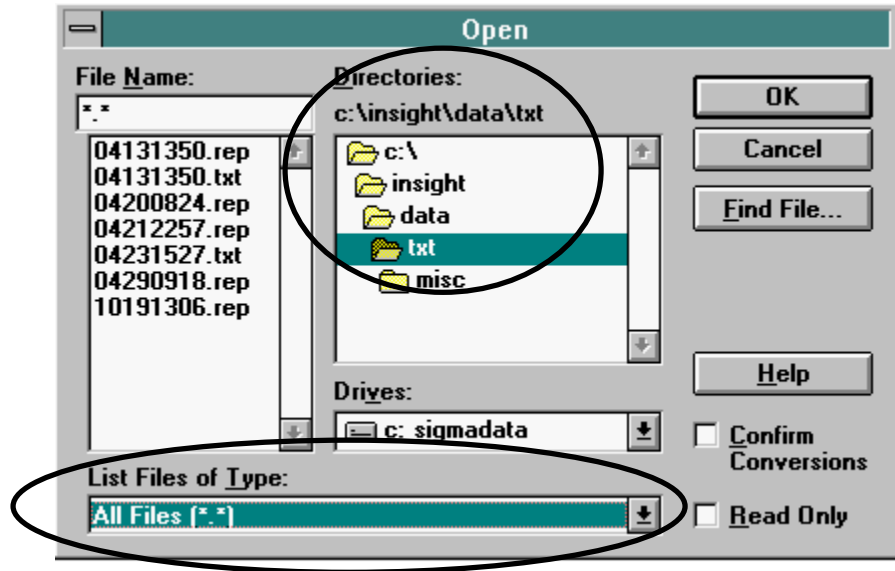 Open
File Name:
*.*
04131350.rep
04131350.txt
04200824.rep
04212257.rep
04231527.txt
04290918.rep
10191306.rep
Directories:
c:\insight\data\txt
c:\
insight
data
txt
misc
Drives:
c: sigmadata
List Files of Type:
All Files (*.*)
OK
Cancel
Find File...
Help
Confirm
Conversions
Read Only